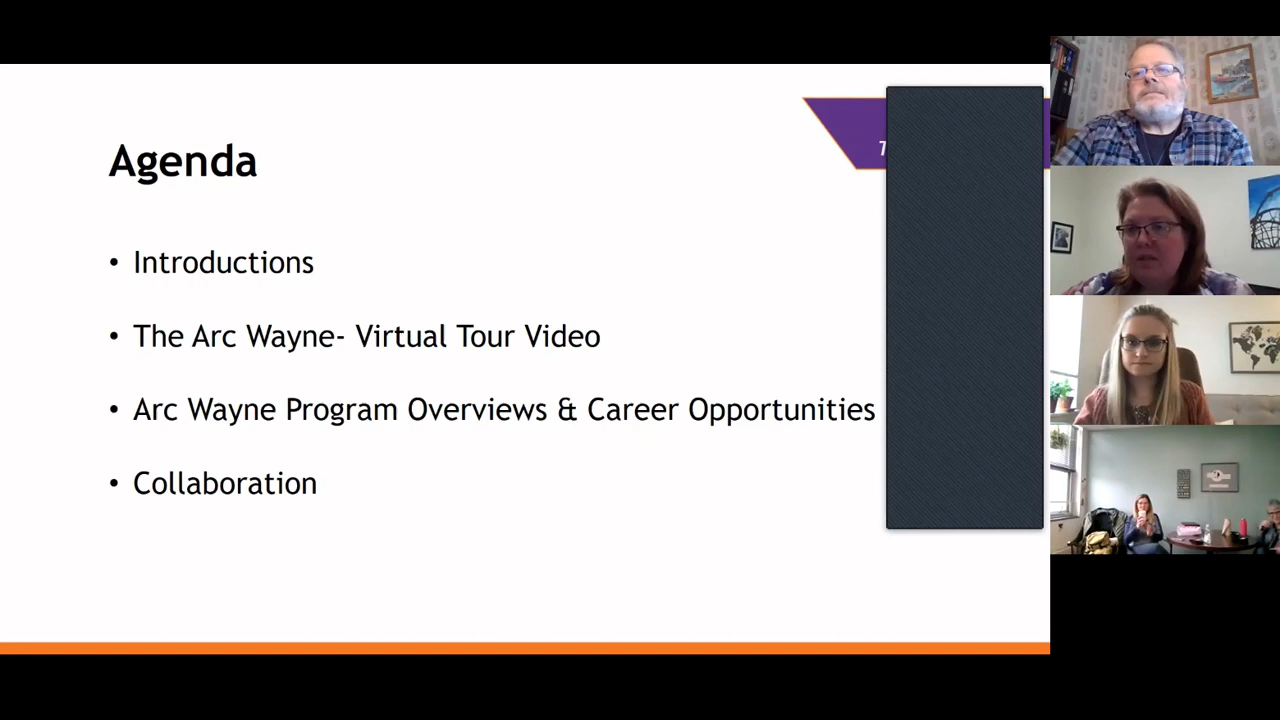 Agenda
• Introductions
• The Arc Wayne- Virtual Tour Video
• Arc Wayne Program Overviews & Career Opportunities
• Collaboration